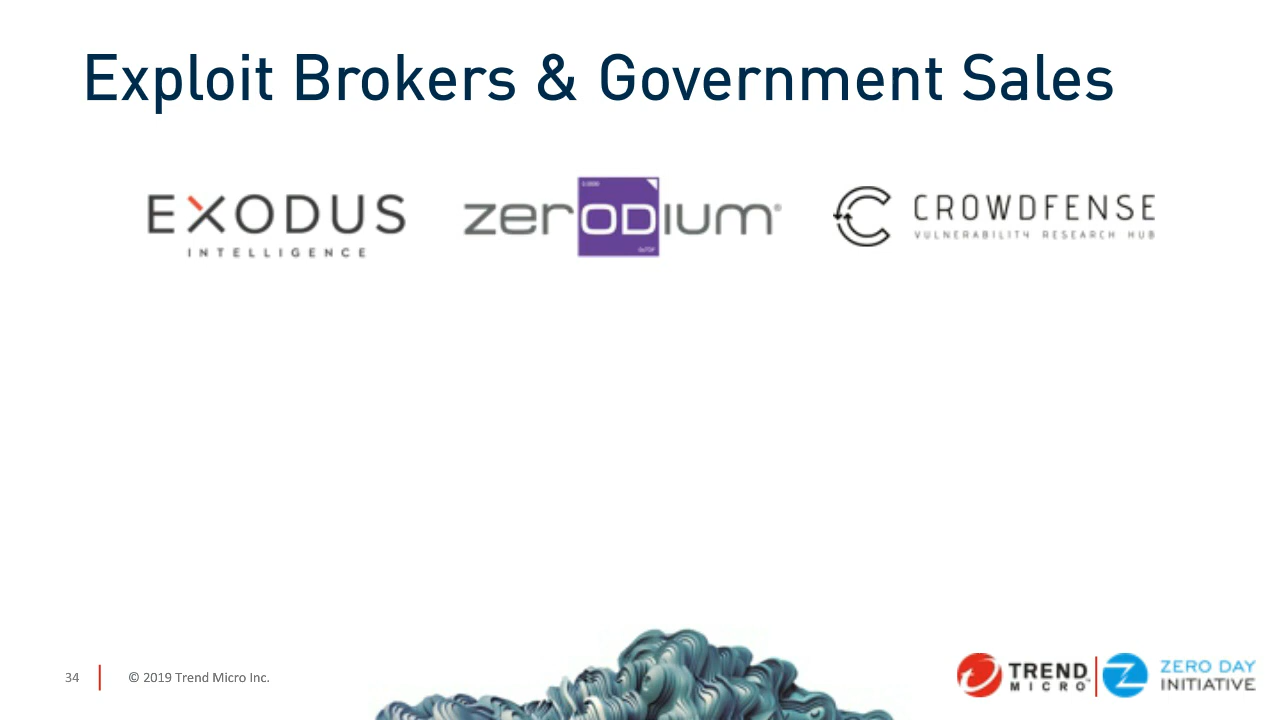 Exploit Brokers & Government Sales
EXODUS
INTELLIGENCE
zerODium®
CROWDFENSE
VULNERABILITY RESEARCH HUB
34
© 2019 Trend Micro Inc.
TREND
MICRO™
ZERO DAY
INITIATIVE